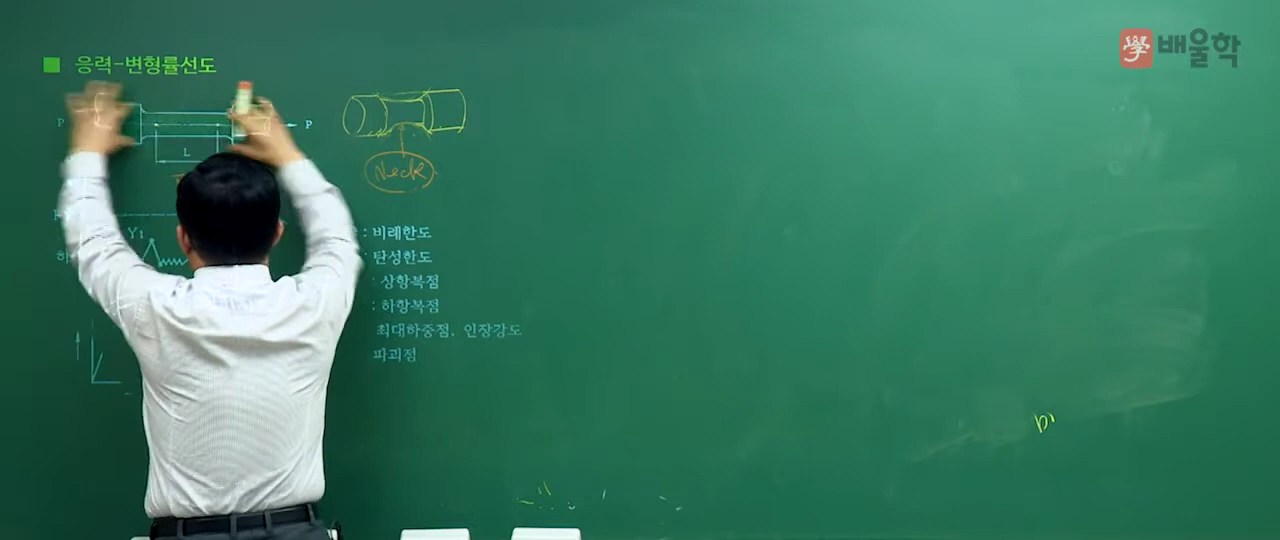 學 배울학
■ 응력-변형률선도
P
P
L
Neck
Y1
: 비례한도
: 탄성한도
: 상항복점
: 하항복점
최대하중점. 인장강도
파괴점
하